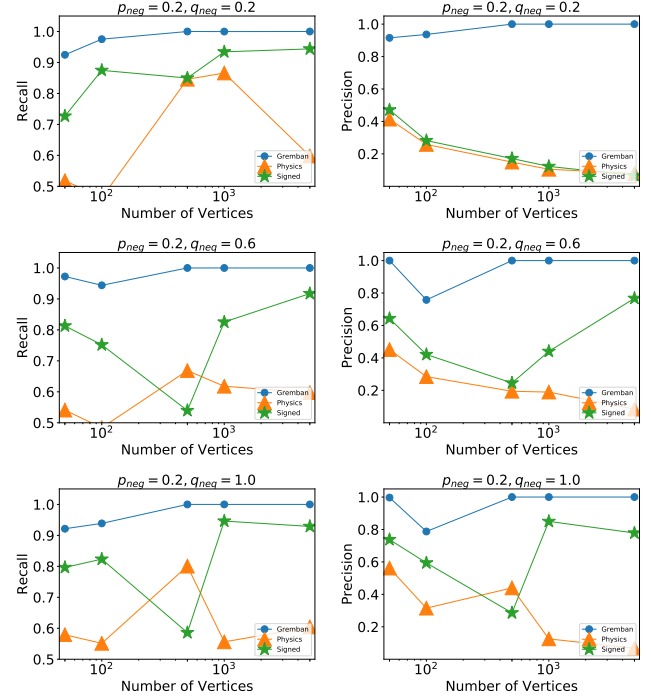 p_neg = 0.2, q_neg = 0.2
1.0
0.9
0.8
0.7
0.6
0.5
Recall
10^2
10^3
Number of Vertices
Gremban
Physics
Signed
p_neg = 0.2, q_neg = 0.2
1.0
0.8
0.6
0.4
0.2
Precision
10^2
10^3
Number of Vertices
Gremban
Physics
Signed
p_neg = 0.2, q_neg = 0.6
1.0
0.9
0.8
0.7
0.6
0.5
Recall
10^2
10^3
Number of Vertices
Gremban
Physics
Signed
p_neg = 0.2, q_neg = 0.6
1.0
0.8
0.6
0.4
0.2
Precision
10^2
10^3
Number of Vertices
Gremban
Physics
Signed
p_neg = 0.2, q_neg = 1.0
1.0
0.9
0.8
0.7
0.6
0.5
Recall
10^2
10^3
Number of Vertices
Gremban
Physics
Signed
p_neg = 0.2, q_neg = 1.0
1.0
0.8
0.6
0.4
0.2
Precision
10^2
10^3
Number of Vertices
Gremban
Physics
Signed